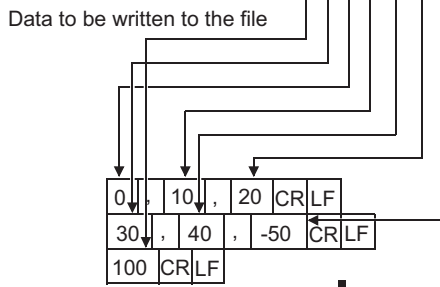 Data to be written to the file
0 , 10 , 20 CR LF
30 , 40 , -50 CR LF
100 CR LF